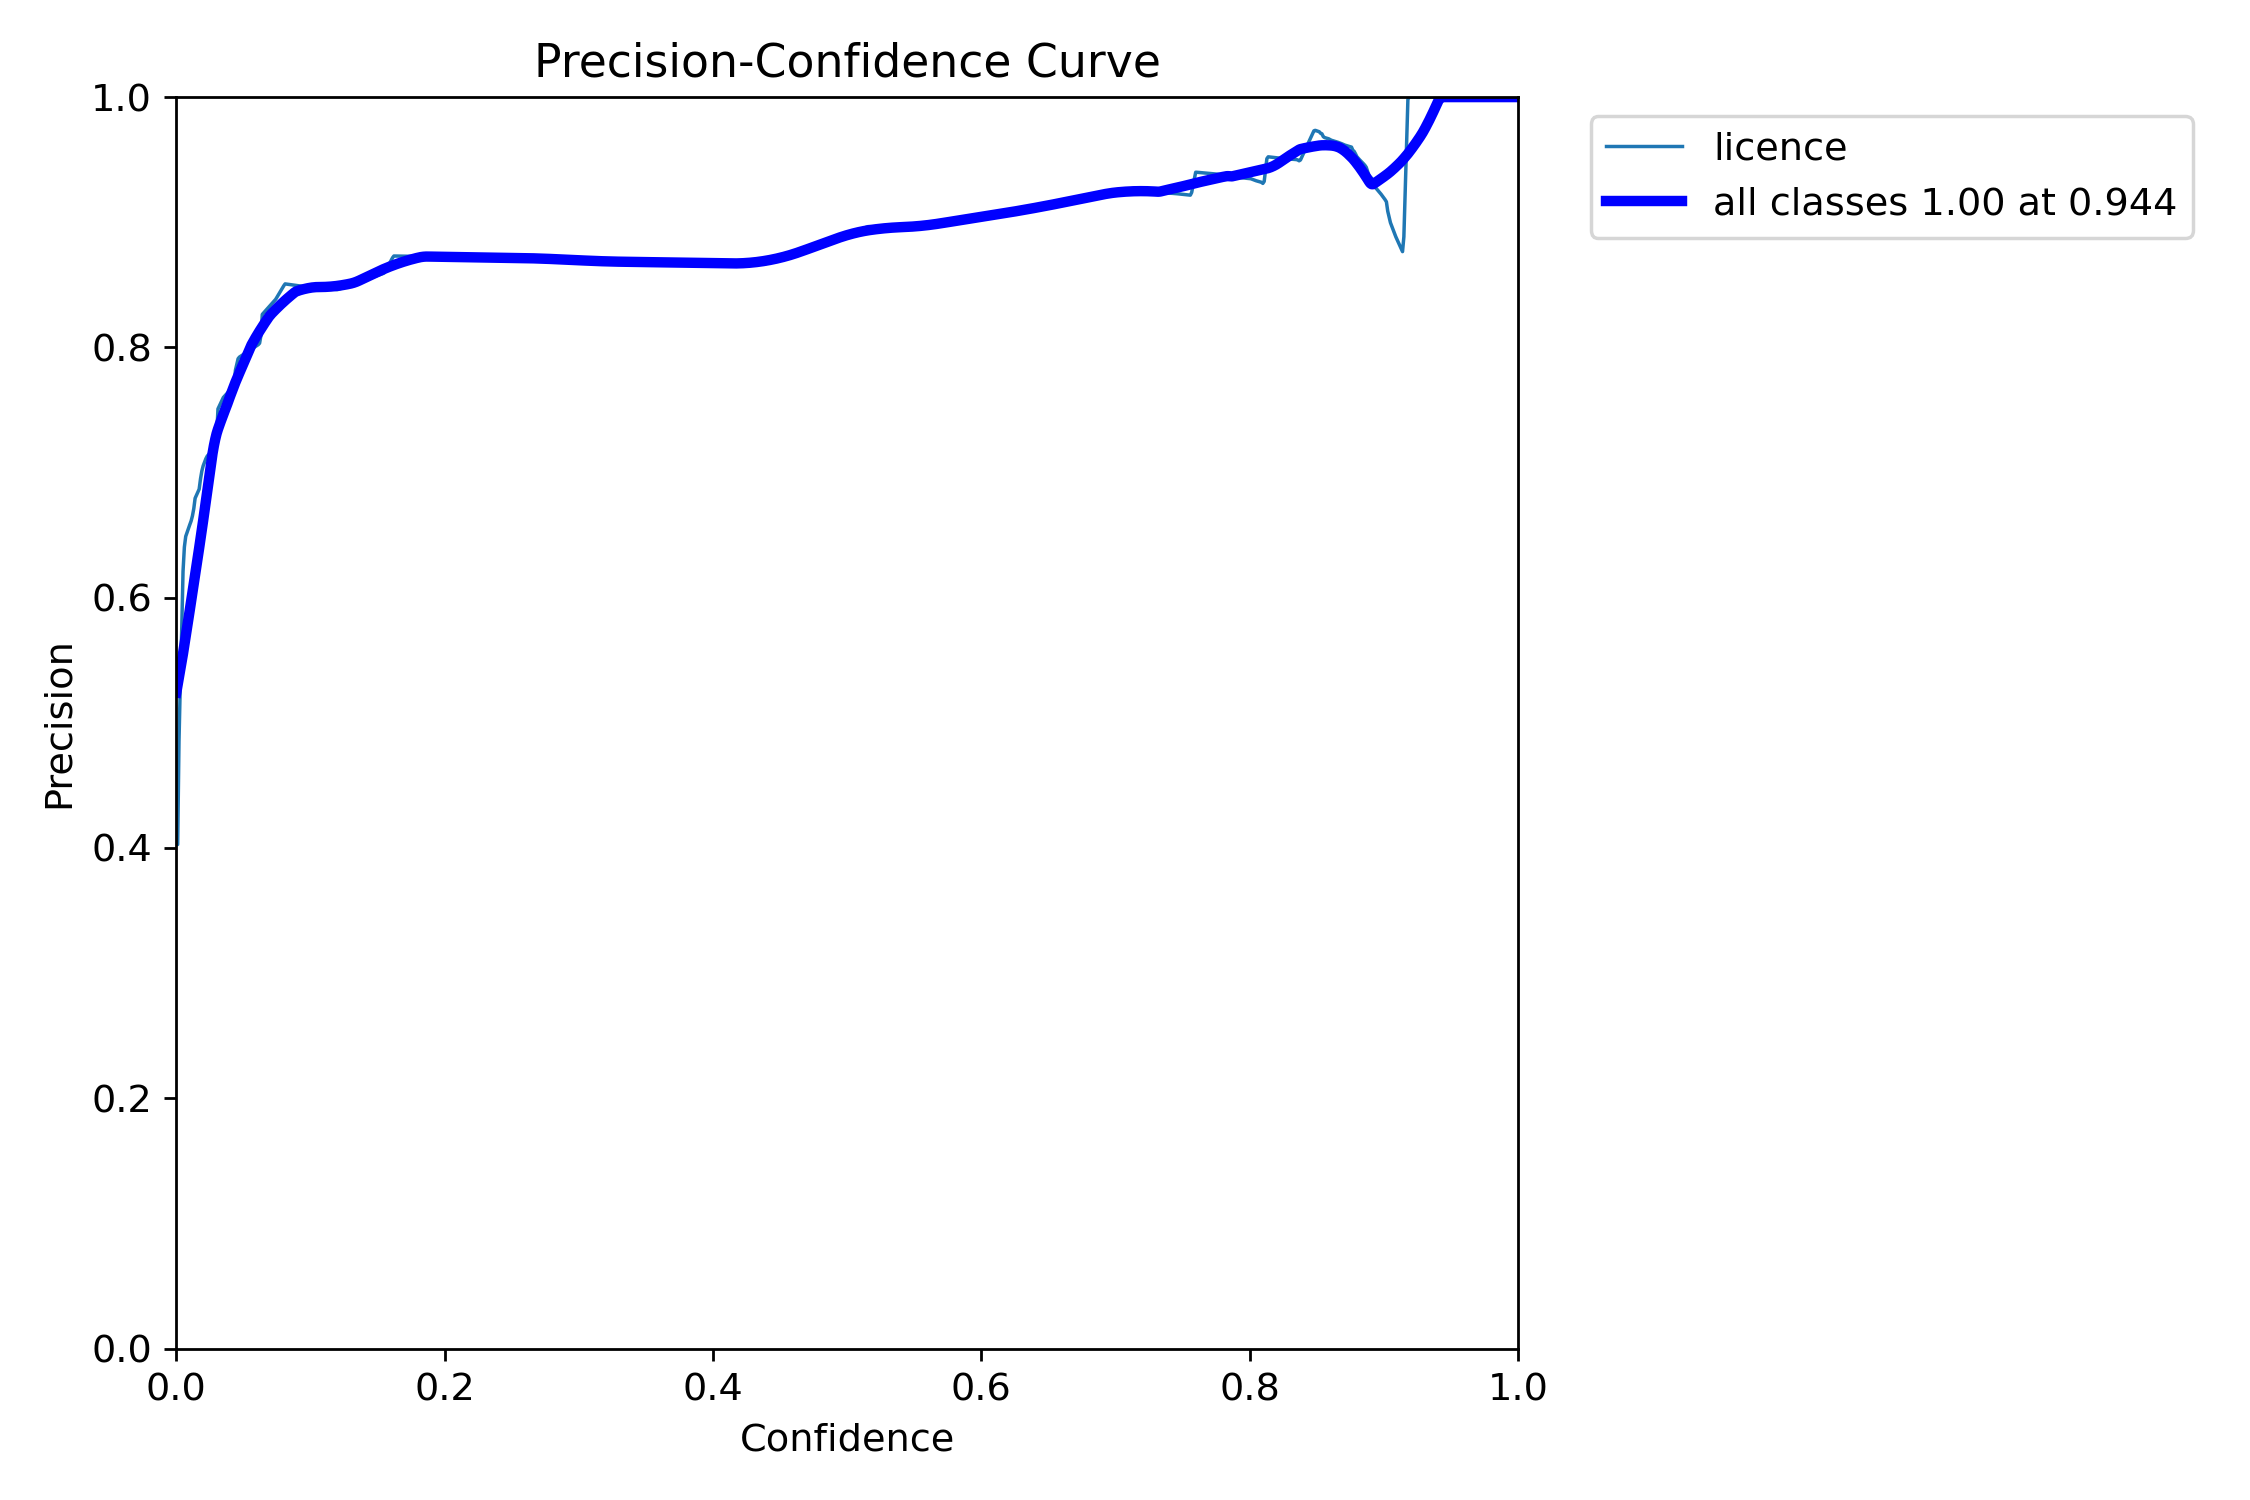 Precision-Confidence Curve
1.0
0.8
0.6
0.4
0.2
0.0
Precision
0.0 0.2 0.4 0.6 0.8 1.0
Confidence
licence
all classes 1.00 at 0.944